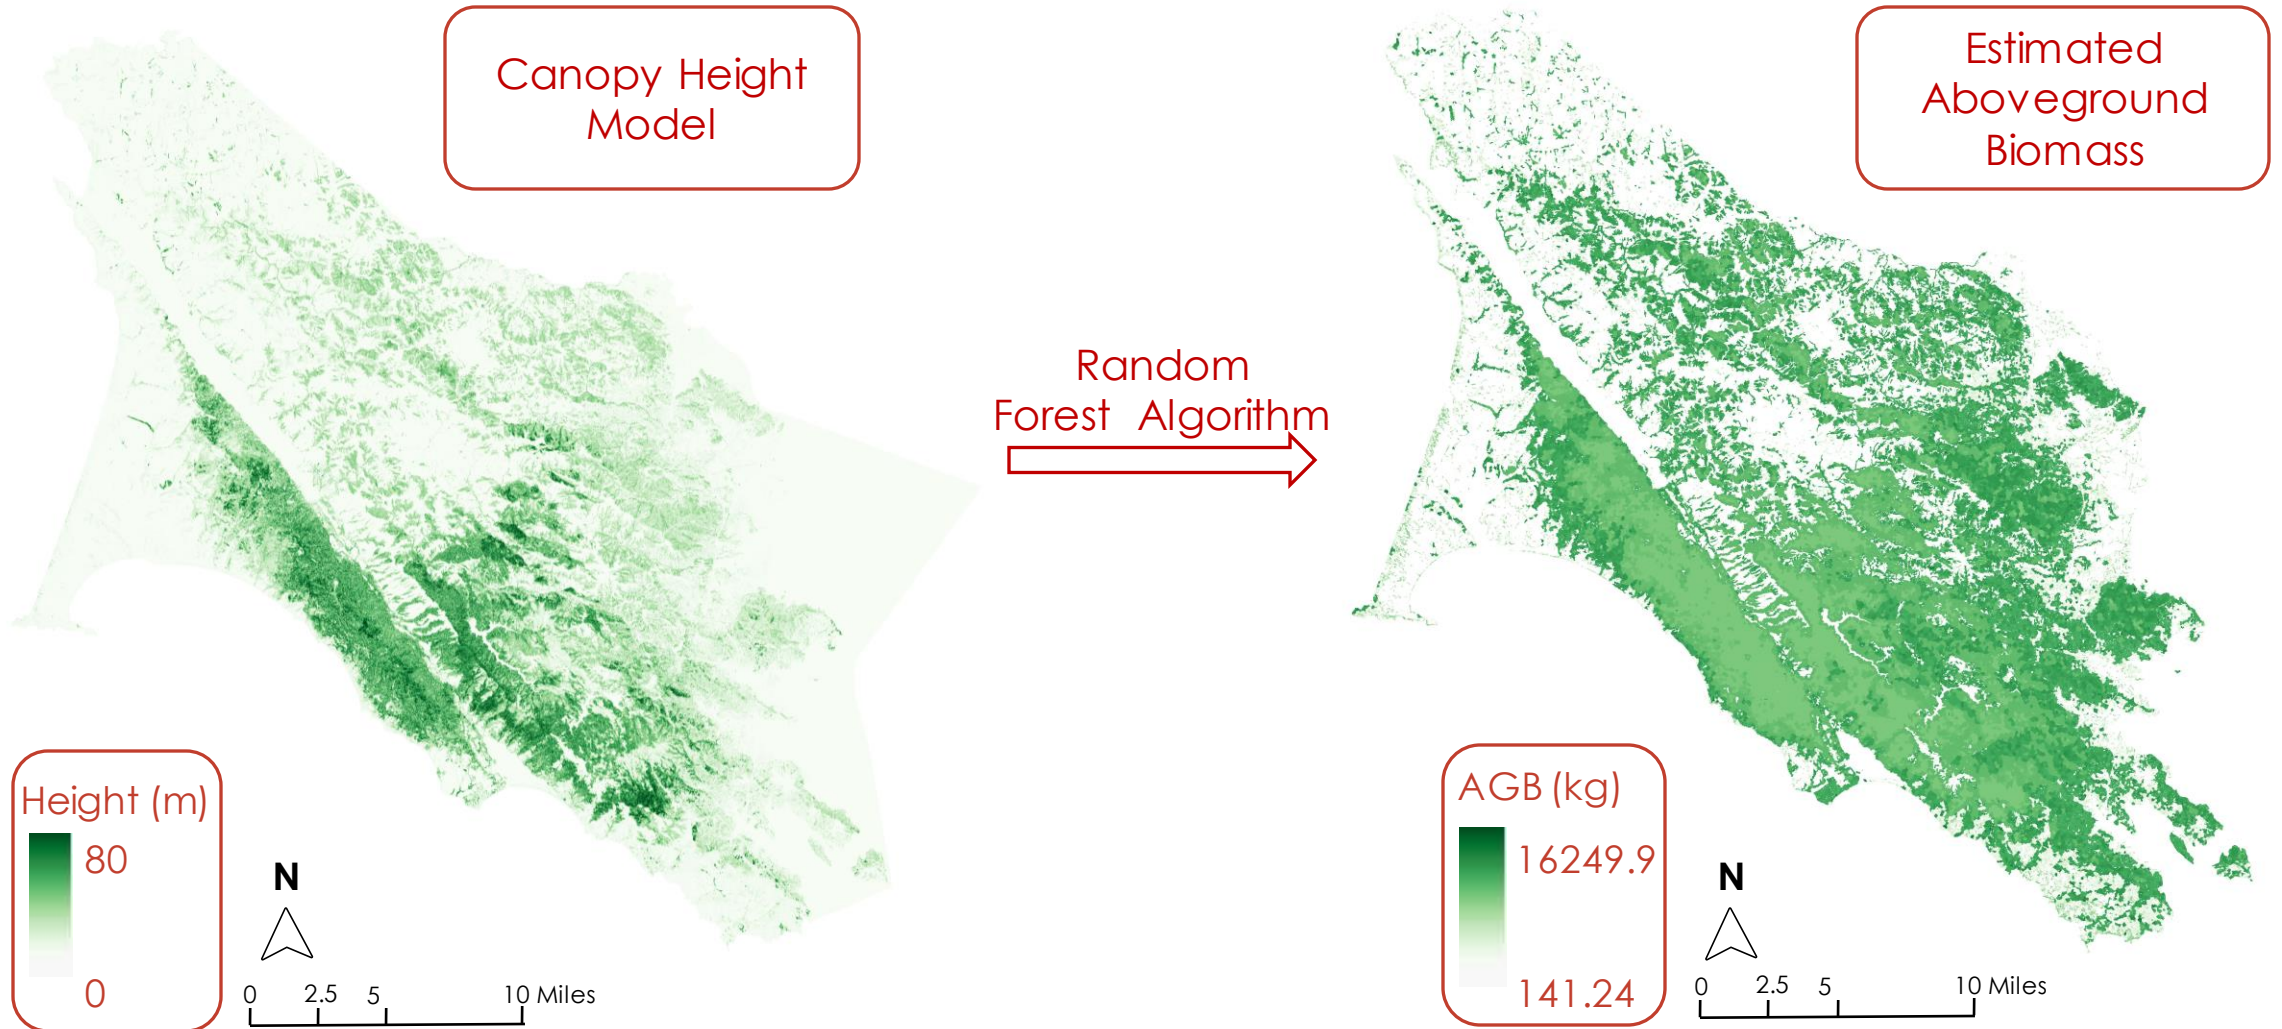 Canopy Height
Model
Estimated
Aboveground
Biomass
Random
Forest Algorithm
Height (m)
80
0
N
0 2.5 5 10 Miles
AGB (kg)
16249.9
141.24
N
0 2.5 5 10 Miles